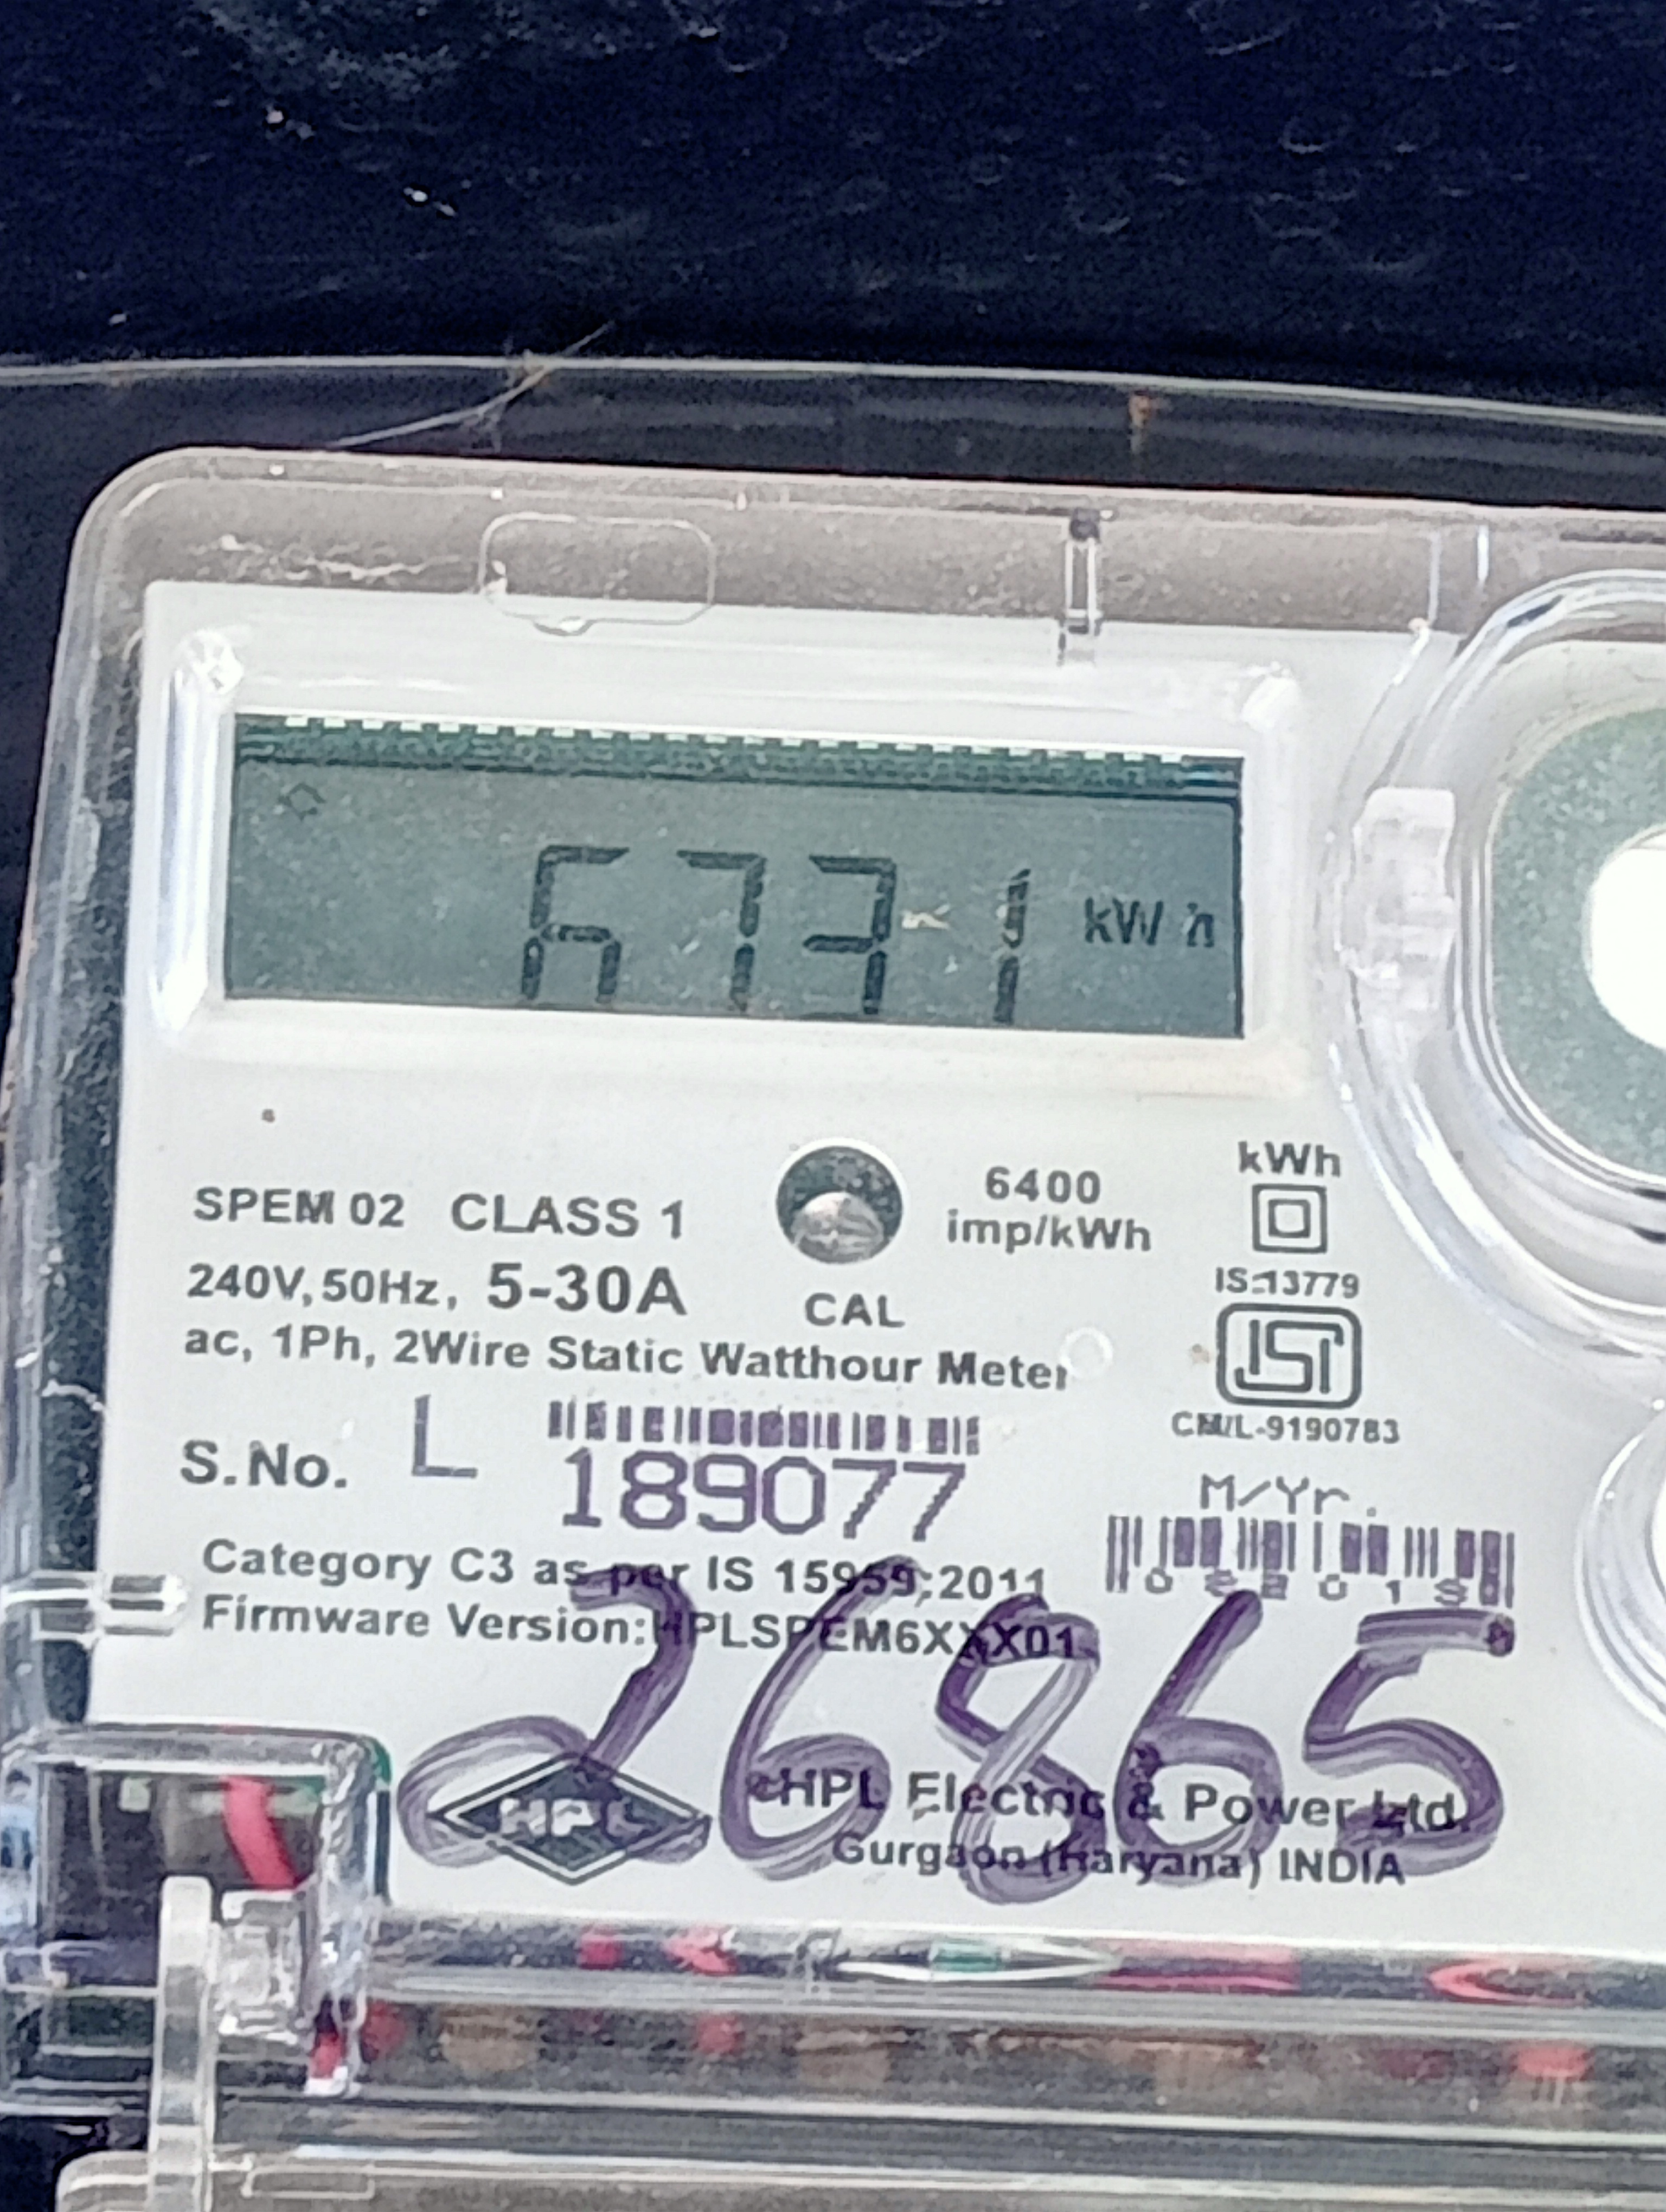 6731 kWh
kWh
SPEM 02 CLASS 1
6400
imp/kWh
240V, 50Hz, 5-30A
CAL
IS:13779
ac, 1Ph, 2Wire Static Watthour Meter
ISI
CM/L-9190783
S.No. L 189077
M/Yr.
Category C3 as per IS 15959:2011
Firmware Version:HPLSPEM6XXX01
26865
HPL
HPL Electric & Power Ltd.
Gurgaon (Haryana) INDIA